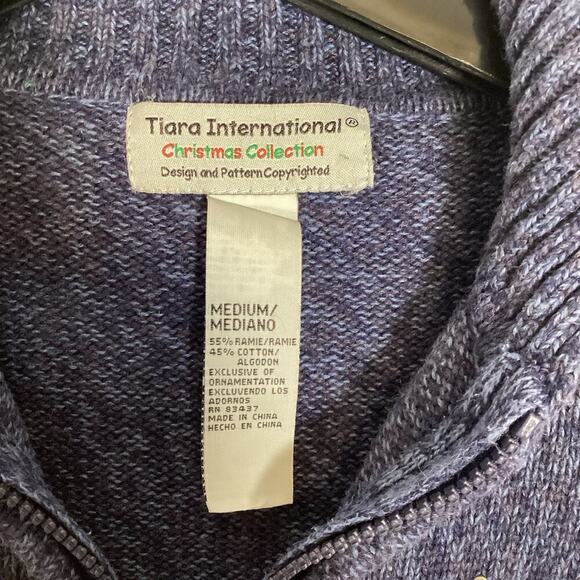 Tiara International®
Christmas Collection
Design and Pattern Copyrighted
MEDIUM/
MEDIANO
55% RAMIE/RAMIE
45% COTTON/
ALGODON
EXCLUSIVE OF
ORNAMENTATION
EXCLUVENDO LOS
ADORNOS
RN 83437
MADE IN CHINA
HECHO EN CHINA